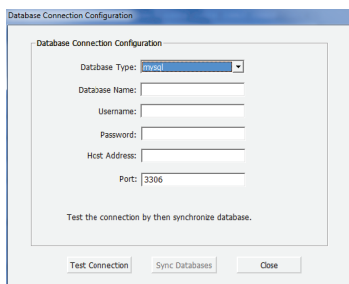 Database Connection Configuration
Database Connection Configuration
Database Type: mysql
Database Name:
Username:
Password:
Host Address:
Port: 3306
Test the connection by then synchronize database.
Test Connection Sync Databases Close